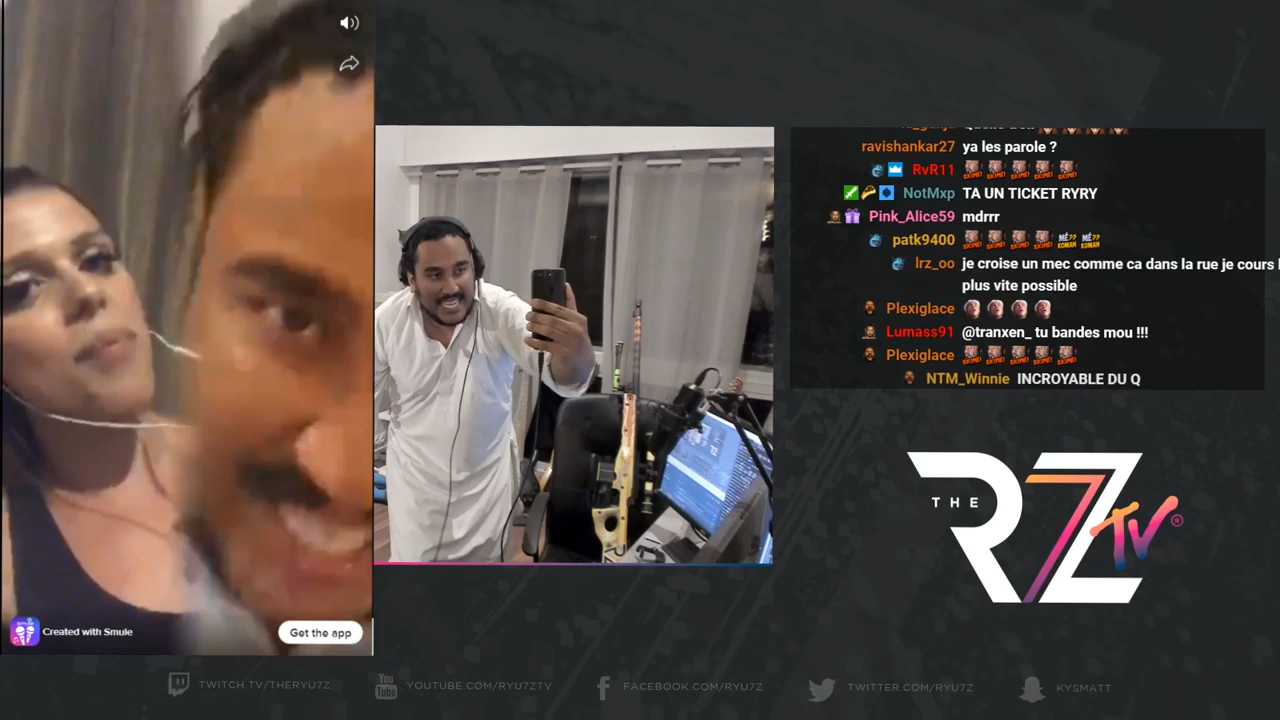 Created with Smule
Get the app
ravishankar27 ya les parole ?
RvR11
NotMxp TA UN TICKET RYRY
Pink_Alice59 mdrrr
patk9400
lrz_oo je croise un mec comme ca dans la rue je cours l
plus vite possible
Plexiglace
Lumass91 @tranxen_ tu bandes mou !!!
Plexiglace
NTM_Winnie INCROYABLE DU Q
THE
R7Z
TV
TWITCH.TV/THERYU7Z
YOUTUBE.COM/RYU7ZTV
FACEBOOK.COM/RYU7Z
TWITTER.COM/RYU7Z
KYSMATT